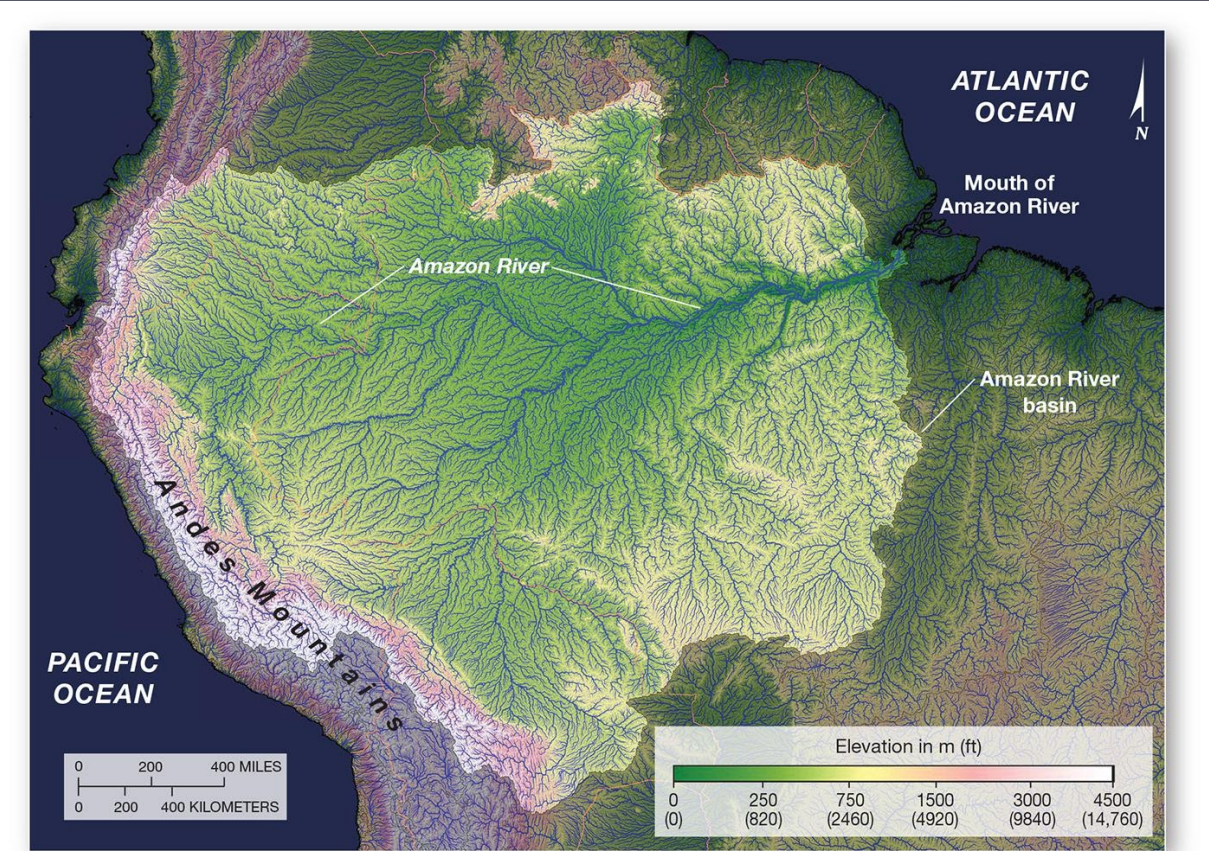 ATLANTIC
OCEAN
N
Mouth of
Amazon River
Amazon River
Amazon River
basin
Andes Mountains
PACIFIC
OCEAN
0 200 400 MILES
0 200 400 KILOMETERS
Elevation in m (ft)
0 250 750 1500 3000 4500
(0) (820) (2460) (4920) (9840) (14,760)